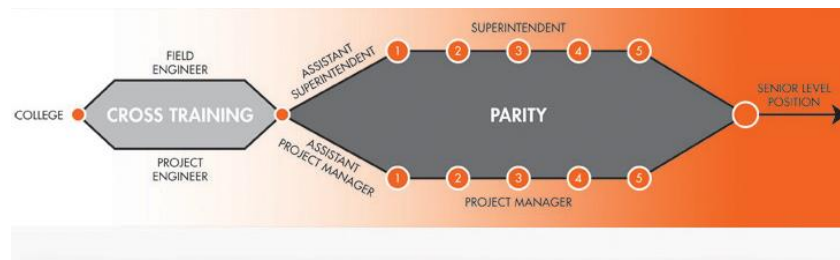 COLLEGE
FIELD
ENGINEER
CROSS TRAINING
PROJECT
ENGINEER
ASSISTANT
SUPERINTENDENT
ASSISTANT
PROJECT MANAGER
SUPERINTENDENT
1 2 3 4 5
PARITY
1 2 3 4 5
PROJECT MANAGER
SENIOR LEVEL
POSITION